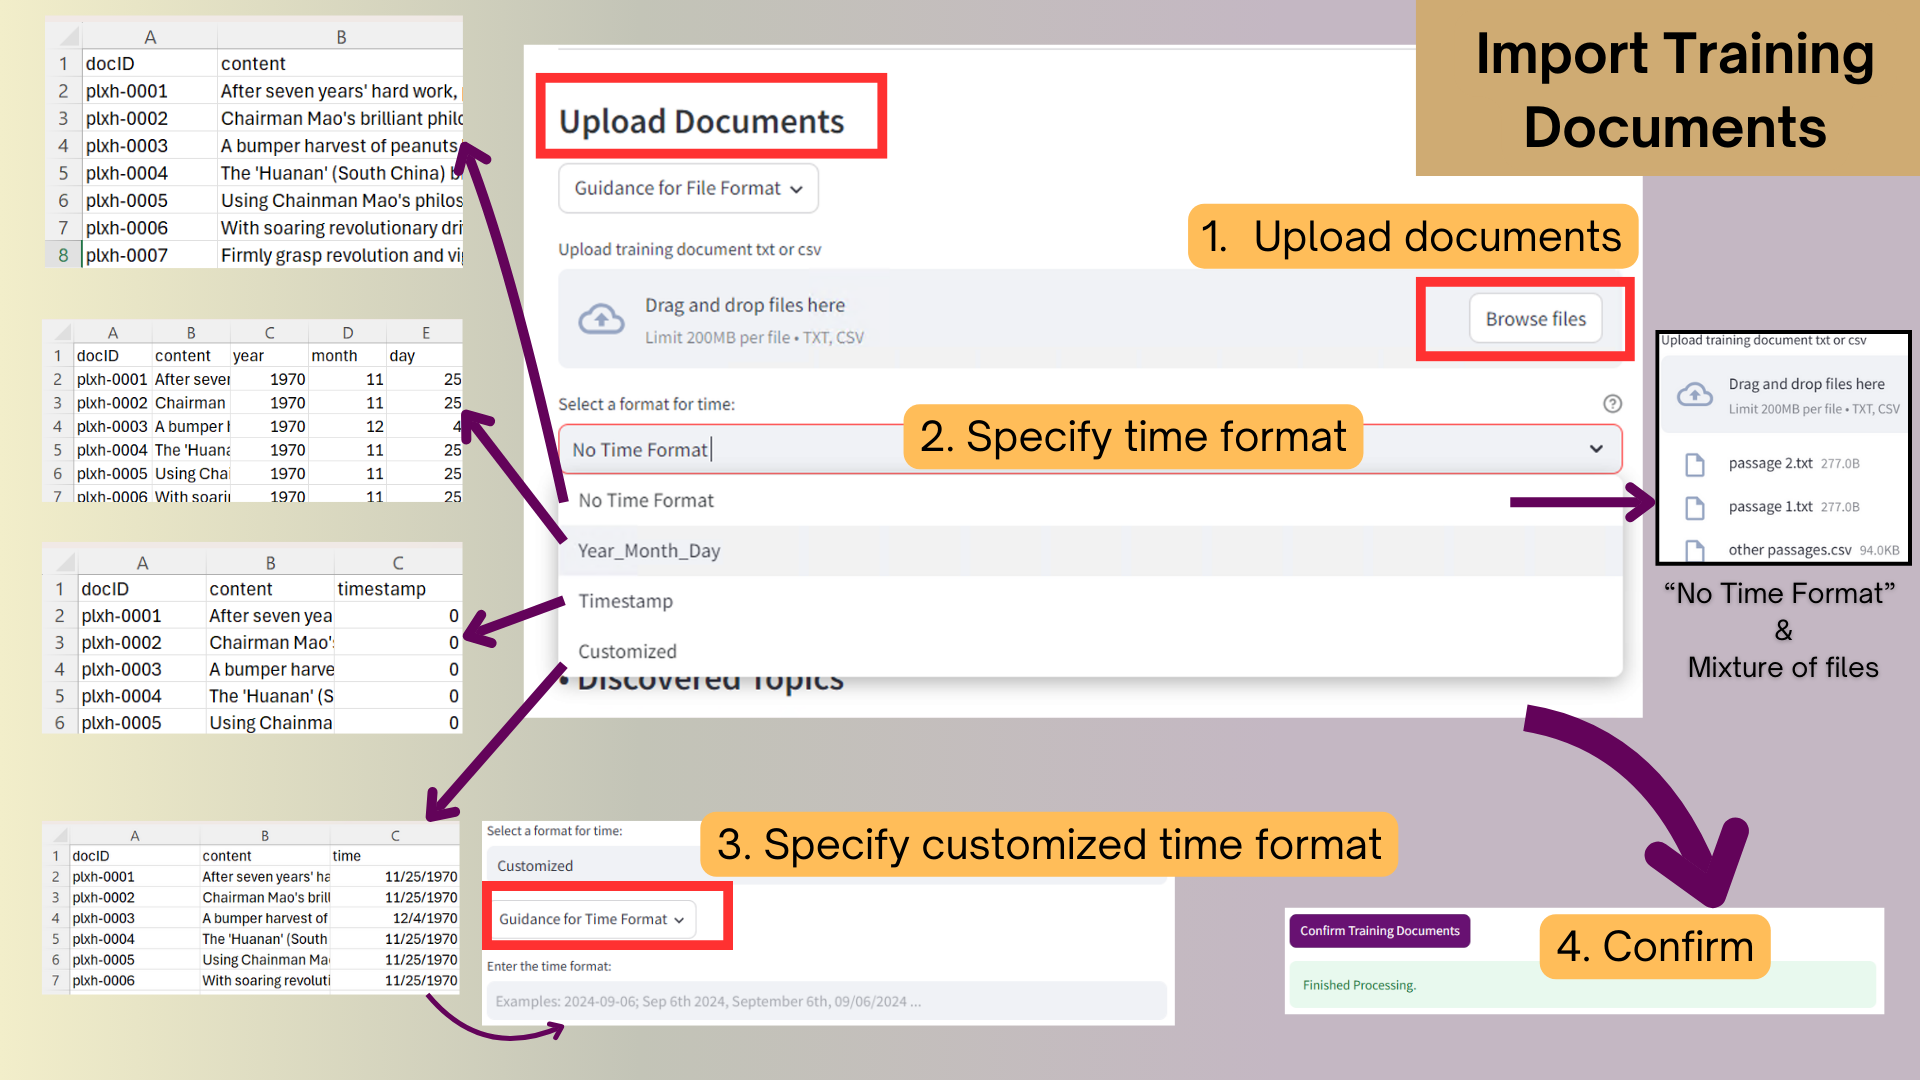 Import Training
Documents
A B
1 docID content
2 plxh-0001 After seven years' hard work,
3 plxh-0002 Chairman Mao's brilliant philo
4 plxh-0003 A bumper harvest of peanuts
5 plxh-0004 The 'Huanan' (South China)
6 plxh-0005 Using Chainman Mao's philos
7 plxh-0006 With soaring revolutionary dri
8 plxh-0007 Firmly grasp revolution and vi
A B C D E
1 docID content year month day
2 plxh-0001 After seven 1970 11 25
3 plxh-0002 Chairman 1970 11 25
4 plxh-0003 A bumper 1970 12 4
5 plxh-0004 The 'Huana 1970 11 25
6 plxh-0005 Using Chai 1970 11 25
7 plxh-0006 With soari 1970 11 25
A B C
1 docID content timestamp
2 plxh-0001 After seven yea 0
3 plxh-0002 Chairman Mao' 0
4 plxh-0003 A bumper harve 0
5 plxh-0004 The 'Huanan' (S 0
6 plxh-0005 Using Chainma 0
A B C
1 docID content time
2 plxh-0001 After seven years' ha 11/25/1970
3 plxh-0002 Chairman Mao's bril 11/25/1970
4 plxh-0003 A bumper harvest of 12/4/1970
5 plxh-0004 The 'Huanan' (South 11/25/1970
6 plxh-0005 Using Chainman Ma 11/25/1970
7 plxh-0006 With soaring revoluti 11/25/1970
Upload Documents
Guidance for File Format
1. Upload documents
Upload training document txt or csv
Drag and drop files here
Limit 200MB per file • TXT, CSV
Browse files
Select a format for time:
2. Specify time format
No Time Format
No Time Format
Year_Month_Day
Timestamp
Customized
• Discovered Topics
Upload training document txt or csv
Drag and drop files here
Limit 200MB per file • TXT, CSV
passage 2.txt 277.0B
passage 1.txt 277.0B
other passages.csv 94.0KB
“No Time Format”
&
Mixture of files
3. Specify customized time format
Select a format for time:
Customized
Guidance for Time Format
Enter the time format:
Examples: 2024-09-06; Sep 6th 2024, September 6th, 09/06/2024 ...
4. Confirm
Confirm Training Documents
Finished Processing.